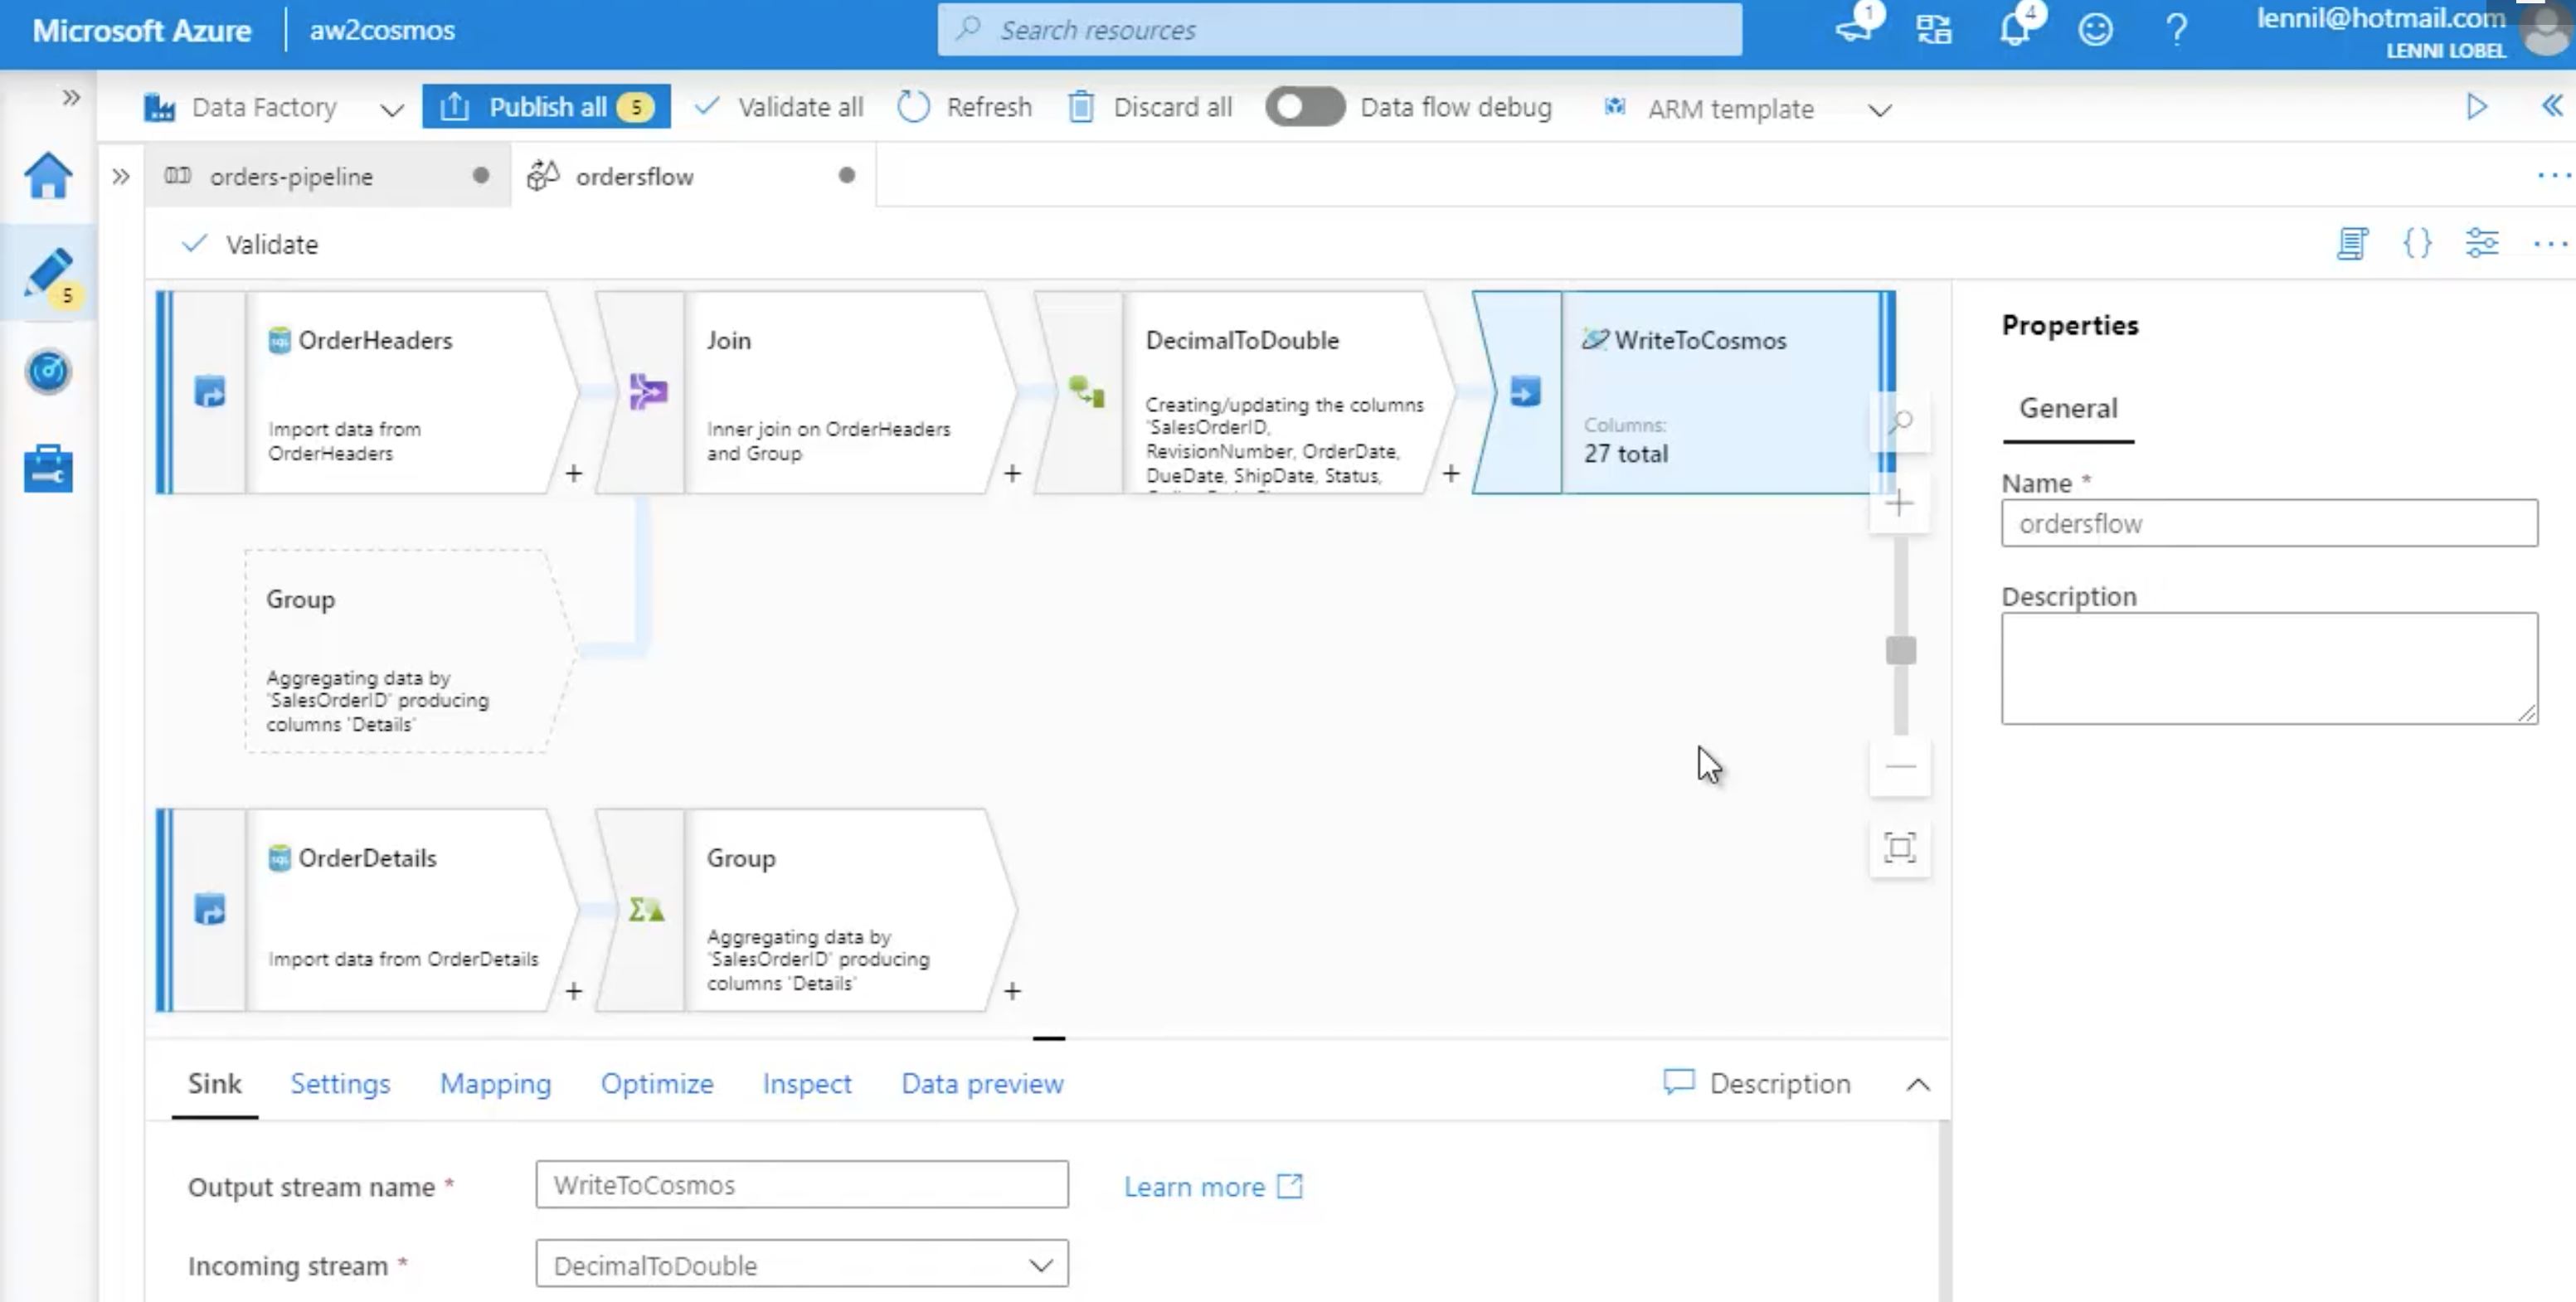 Microsoft Azure
aw2cosmos
Search resources
1
4
lennil@hotmail.com
LENNI LOBEL
Data Factory
Publish all 5
Validate all
Refresh
Discard all
Data flow debug
ARM template
orders-pipeline
ordersflow
Validate
5
OrderHeaders
Import data from
OrderHeaders
Join
Inner join on OrderHeaders
and Group
DecimalToDouble
Creating/updating the columns
'SalesOrderID,
RevisionNumber, OrderDate,
DueDate, ShipDate, Status,
WriteToCosmos
Columns:
27 total
Group
Aggregating data by
'SalesOrderID' producing
columns 'Details'
OrderDetails
Import data from OrderDetails
Group
Aggregating data by
'SalesOrderID' producing
columns 'Details'
Properties
General
Name *
ordersflow
Description
Sink
Settings
Mapping
Optimize
Inspect
Data preview
Description
Output stream name *
WriteToCosmos
Learn more
Incoming stream *
DecimalToDouble